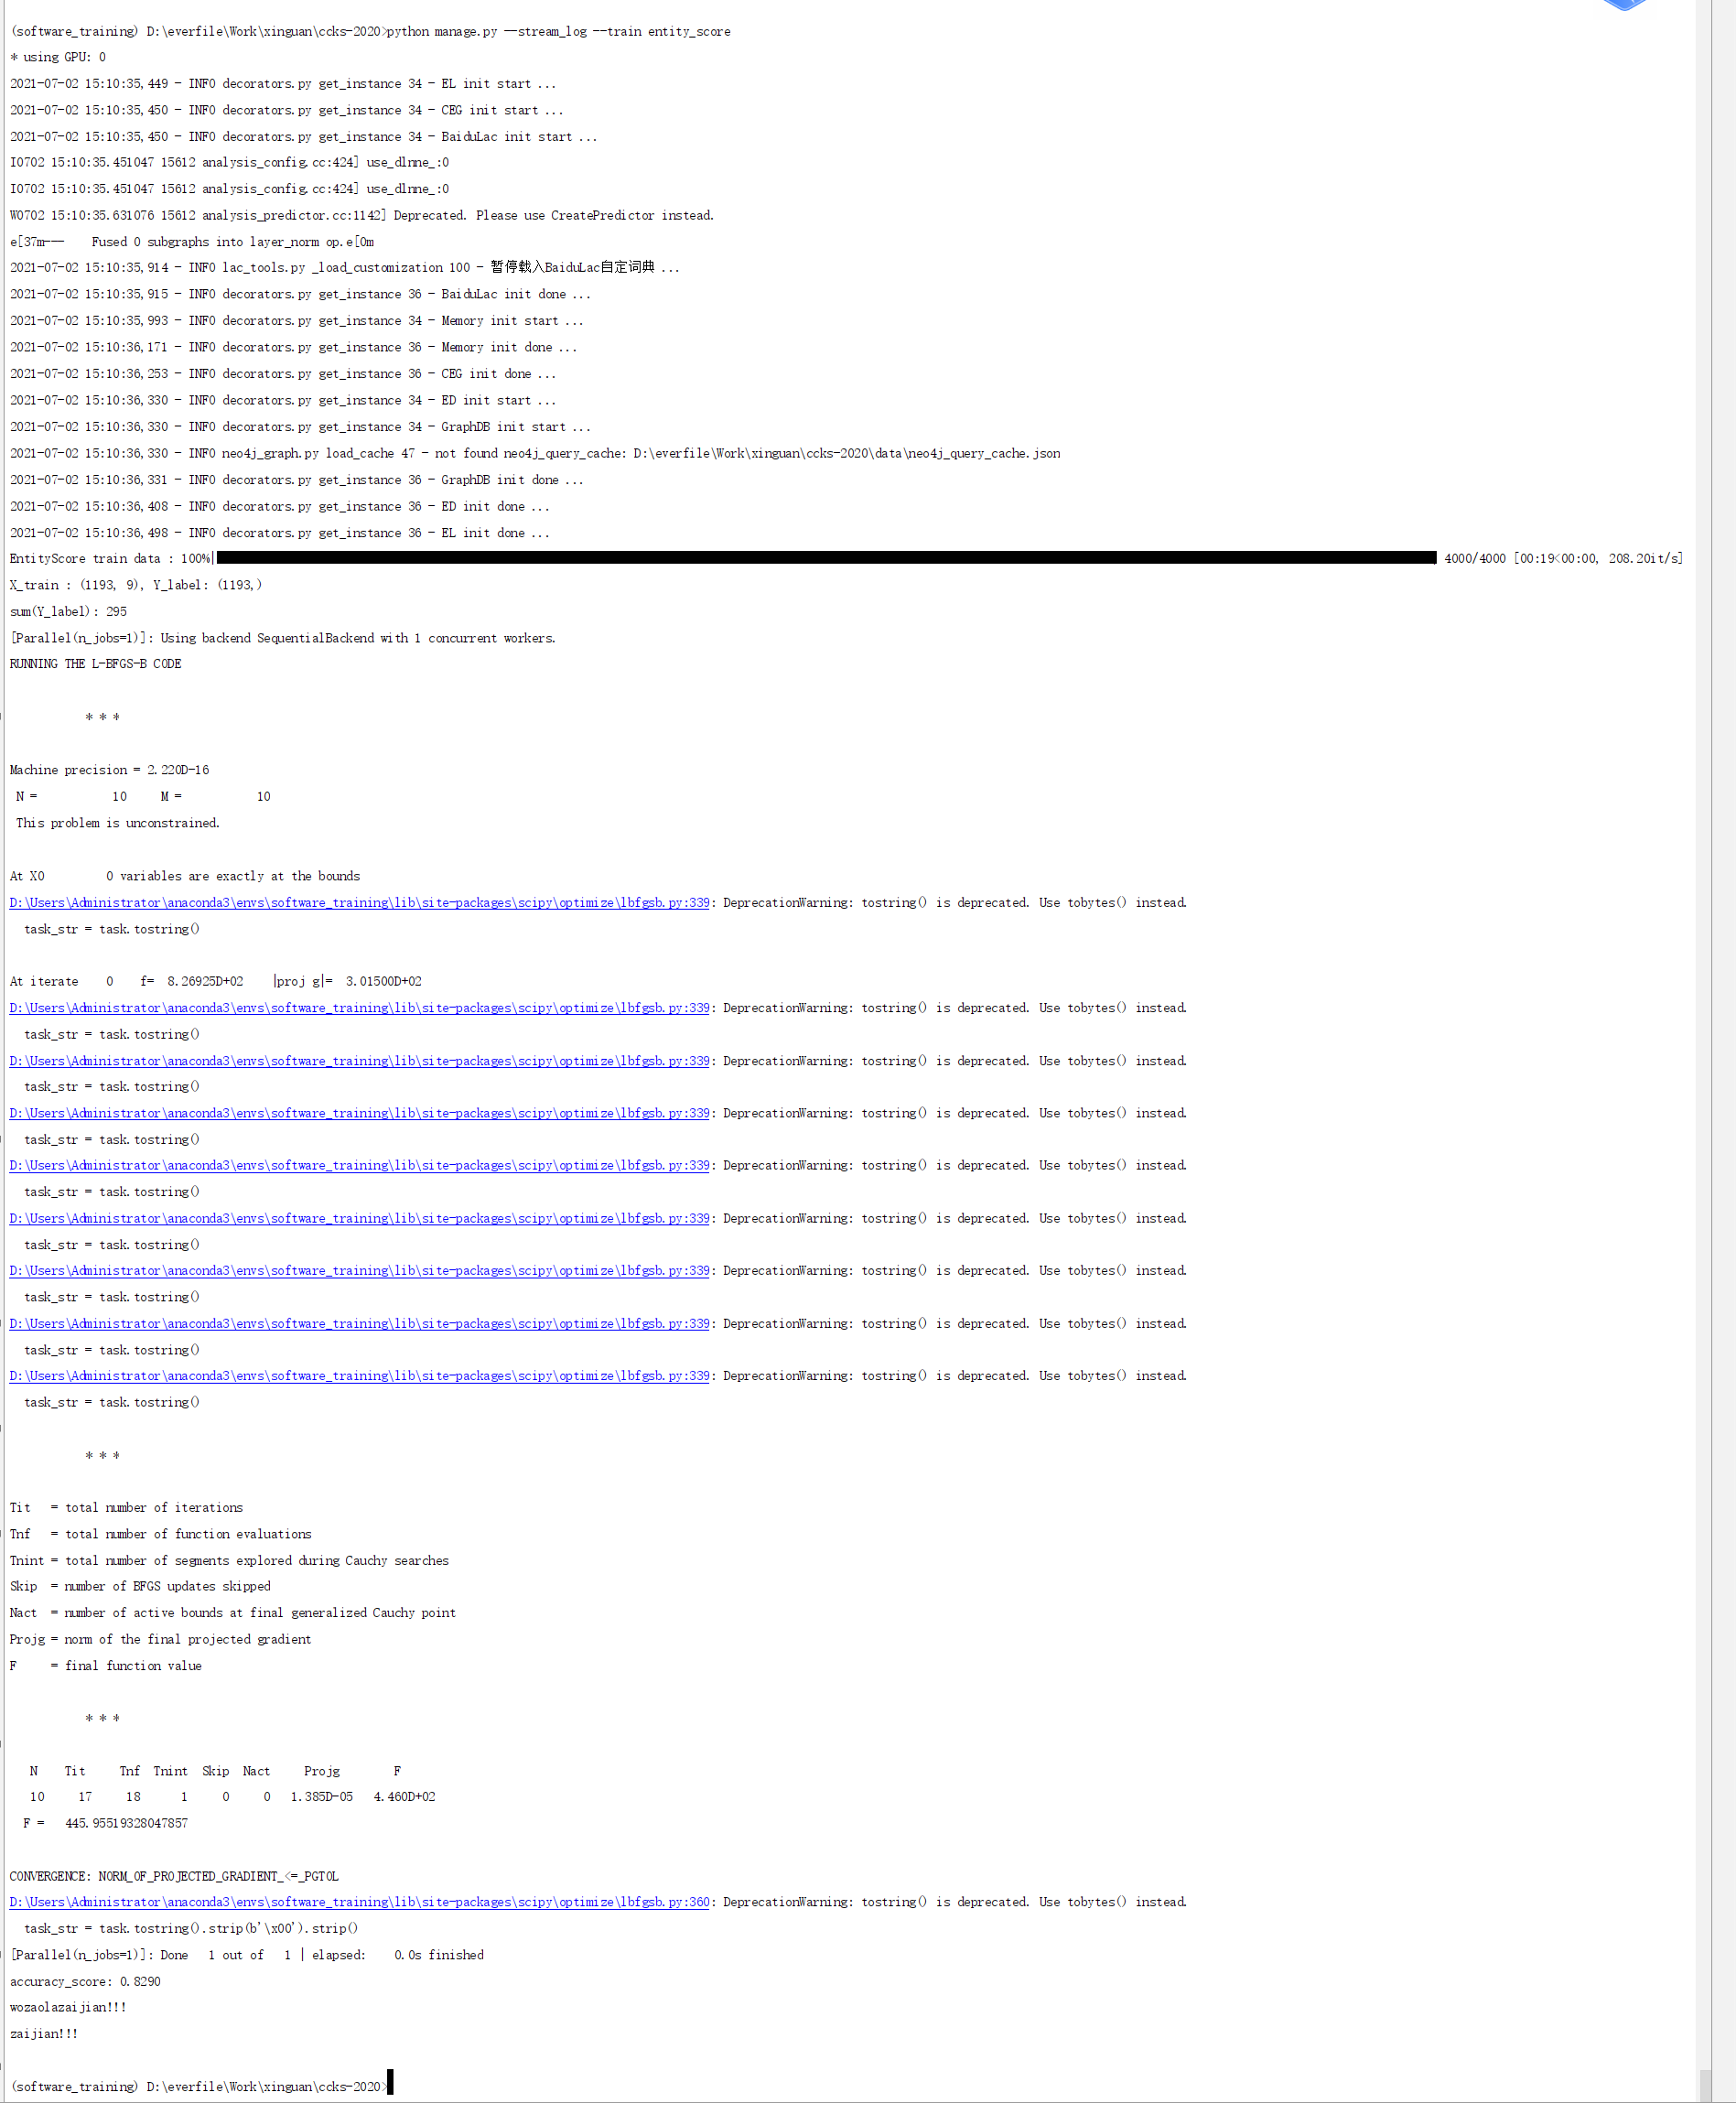 (software_training) D:\everfile\Work\xinguan\ccks-2020>python manage.py --stream_log --train entity_score
* using GPU: 0
2021-07-02 15:10:35,449 - INFO decorators.py get_instance 34 - EL init start ...
2021-07-02 15:10:35,450 - INFO decorators.py get_instance 34 - CEG init start ...
2021-07-02 15:10:35,450 - INFO decorators.py get_instance 34 - BaiduLac init start ...
I0702 15:10:35.451047 15612 analysis_config.cc:424] use_dlnne_:0
I0702 15:10:35.451047 15612 analysis_config.cc:424] use_dlnne_:0
W0702 15:10:35.631076 15612 analysis_predictor.cc:1142] Deprecated. Please use CreatePredictor instead.
e[37m---    Fused 0 subgraphs into layer_norm op.e[0m
2021-07-02 15:10:35,914 - INFO lac_tools.py _load_customization 100 - 暂停载入BaiduLac自定词典 ...
2021-07-02 15:10:35,915 - INFO decorators.py get_instance 36 - BaiduLac init done ...
2021-07-02 15:10:35,993 - INFO decorators.py get_instance 34 - Memory init start ...
2021-07-02 15:10:36,171 - INFO decorators.py get_instance 36 - Memory init done ...
2021-07-02 15:10:36,253 - INFO decorators.py get_instance 36 - CEG init done ...
2021-07-02 15:10:36,330 - INFO decorators.py get_instance 34 - ED init start ...
2021-07-02 15:10:36,330 - INFO decorators.py get_instance 34 - GraphDB init start ...
2021-07-02 15:10:36,330 - INFO neo4j_graph.py load_cache 47 - not found neo4j_query_cache: D:\everfile\Work\xinguan\ccks-2020\data\neo4j_query_cache.json
2021-07-02 15:10:36,331 - INFO decorators.py get_instance 36 - GraphDB init done ...
2021-07-02 15:10:36,408 - INFO decorators.py get_instance 36 - ED init done ...
2021-07-02 15:10:36,498 - INFO decorators.py get_instance 36 - EL init done ...
EntityScore train data : 100%| | 4000/4000 [00:19<00:00, 208.20it/s]
X_train : (1193, 9), Y_label: (1193,)
sum(Y_label): 295
[Parallel(n_jobs=1)]: Using backend SequentialBackend with 1 concurrent workers.
RUNNING THE L-BFGS-B CODE
* * *
Machine precision = 2.220D-16
N =           10     M =           10
This problem is unconstrained.
At X0         0 variables are exactly at the bounds
D:\Users\Administrator\anaconda3\envs\software_training\lib\site-packages\scipy\optimize\lbfgsb.py:339: DeprecationWarning: tostring() is deprecated. Use tobytes() instead.
task_str = task.tostring()
At iterate    0    f=  8.26925D+02    |proj g|=  3.01500D+02
D:\Users\Administrator\anaconda3\envs\software_training\lib\site-packages\scipy\optimize\lbfgsb.py:339: DeprecationWarning: tostring() is deprecated. Use tobytes() instead.
task_str = task.tostring()
D:\Users\Administrator\anaconda3\envs\software_training\lib\site-packages\scipy\optimize\lbfgsb.py:339: DeprecationWarning: tostring() is deprecated. Use tobytes() instead.
task_str = task.tostring()
D:\Users\Administrator\anaconda3\envs\software_training\lib\site-packages\scipy\optimize\lbfgsb.py:339: DeprecationWarning: tostring() is deprecated. Use tobytes() instead.
task_str = task.tostring()
D:\Users\Administrator\anaconda3\envs\software_training\lib\site-packages\scipy\optimize\lbfgsb.py:339: DeprecationWarning: tostring() is deprecated. Use tobytes() instead.
task_str = task.tostring()
D:\Users\Administrator\anaconda3\envs\software_training\lib\site-packages\scipy\optimize\lbfgsb.py:339: DeprecationWarning: tostring() is deprecated. Use tobytes() instead.
task_str = task.tostring()
D:\Users\Administrator\anaconda3\envs\software_training\lib\site-packages\scipy\optimize\lbfgsb.py:339: DeprecationWarning: tostring() is deprecated. Use tobytes() instead.
task_str = task.tostring()
D:\Users\Administrator\anaconda3\envs\software_training\lib\site-packages\scipy\optimize\lbfgsb.py:339: DeprecationWarning: tostring() is deprecated. Use tobytes() instead.
task_str = task.tostring()
D:\Users\Administrator\anaconda3\envs\software_training\lib\site-packages\scipy\optimize\lbfgsb.py:339: DeprecationWarning: tostring() is deprecated. Use tobytes() instead.
task_str = task.tostring()
* * *
Tit   = total number of iterations
Tnf   = total number of function evaluations
Tnint = total number of segments explored during Cauchy searches
Skip  = number of BFGS updates skipped
Nact  = number of active bounds at final generalized Cauchy point
Projg = norm of the final projected gradient
F     = final function value
* * *
N    Tit     Tnf  Tnint  Skip  Nact     Projg        F
10     17     18      1     0     0   1.385D-05   4.460D+02
F =   445.95519328047857
CONVERGENCE: NORM_OF_PROJECTED_GRADIENT_<=_PGTOL
D:\Users\Administrator\anaconda3\envs\software_training\lib\site-packages\scipy\optimize\lbfgsb.py:360: DeprecationWarning: tostring() is deprecated. Use tobytes() instead.
task_str = task.tostring().strip(b'\x00').strip()
[Parallel(n_jobs=1)]: Done   1 out of   1 | elapsed:    0.0s finished
accuracy_score: 0.8290
wozaolazaijian!!!
zaijian!!!
(software_training) D:\everfile\Work\xinguan\ccks-2020>